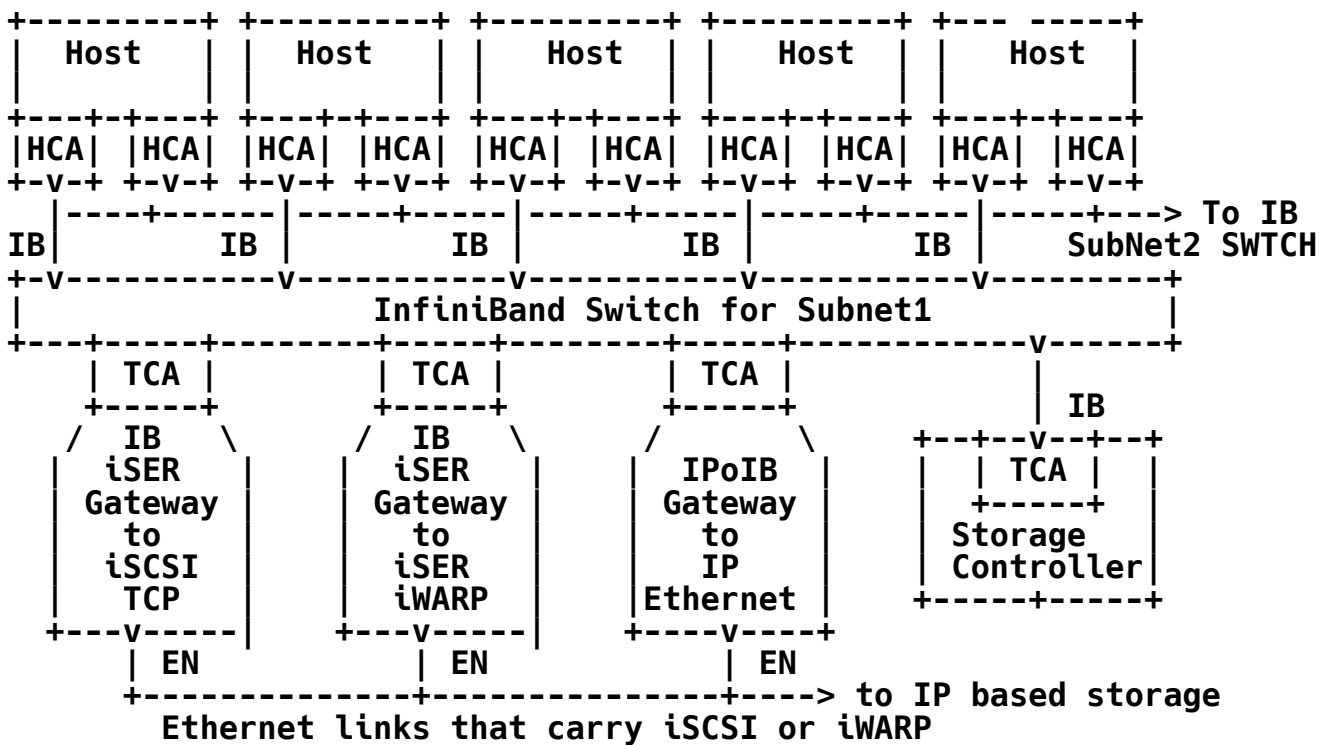 Host Host Host Host Host
HCA HCA HCA HCA HCA HCA HCA HCA HCA HCA
To IB
IB IB IB IB IB SubNet2 SWTCH
InfiniBand Switch for Subnet1
TCA TCA TCA
IB
IB IB
iSER iSER IPoIB TCA
Gateway Gateway Gateway
to to to Storage
iSCSI iSER IP Controller
TCP iWARP Ethernet
EN EN EN
to IP based storage
Ethernet links that carry iSCSI or iWARP